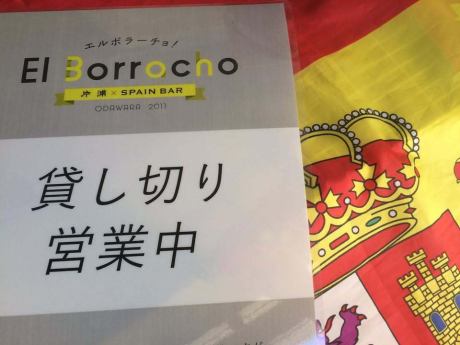 エルボラーチョ!
El Borracho
沖浦 × SPAIN BAR
ODAWARA 2011
貸し切り
営業中